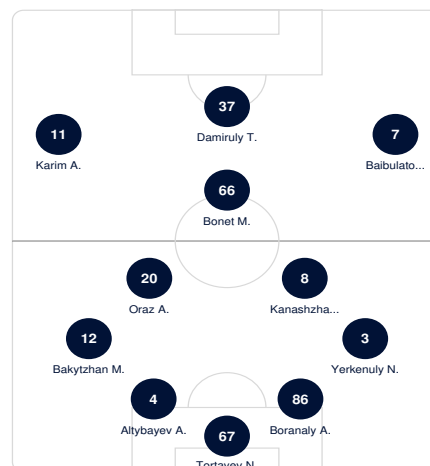 37
11
7
Damiruly T.
Karim A.
Baibulato...
66
Bonet M.
20
8
Oraz A.
Kanashzha...
12
3
Bakytzhan M.
Yerkenuly N.
4
86
Altybayev A.
Boranaly A.
67
Tortayev N.